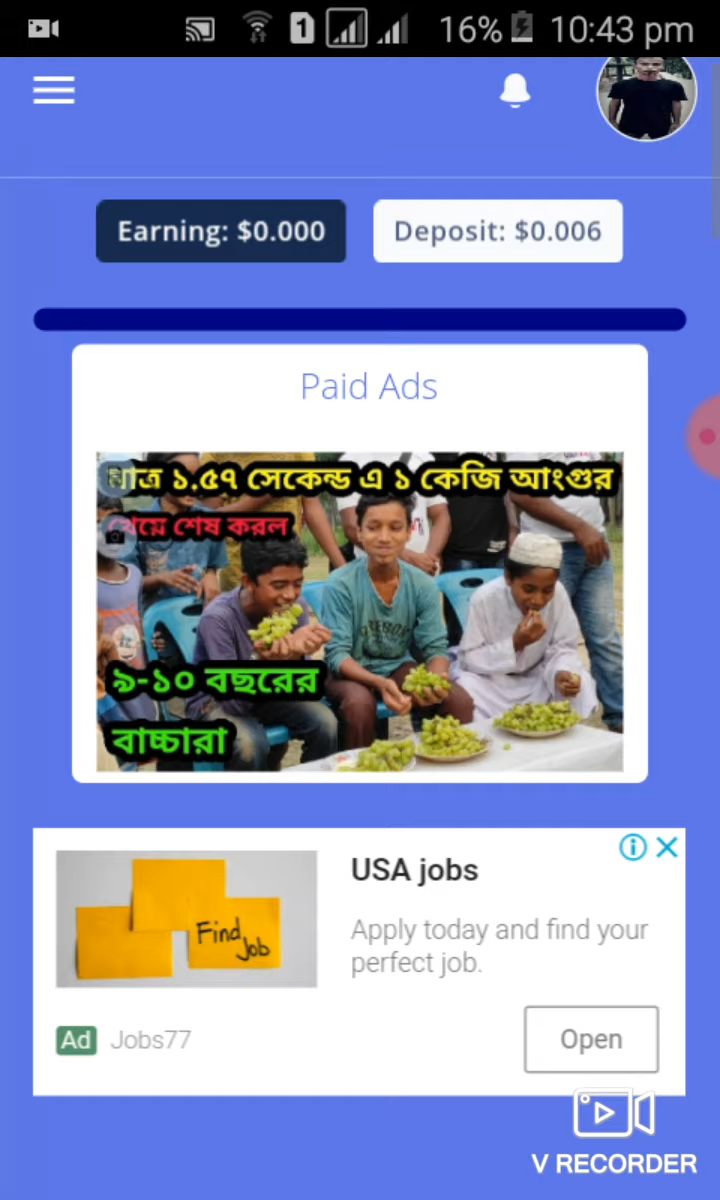 1 16% 10:43 pm
Earning: $0.000 Deposit: $0.006
Paid Ads
মাত্র ১.৫৭ সেকেন্ড এ ১ কেজি আংগুর
খেয়ে শেষ করল
৯-১০ বছরের
বাচ্চারা
USA jobs
Find Job
Apply today and find your
perfect job.
Ad Jobs77
Open
V RECORDER